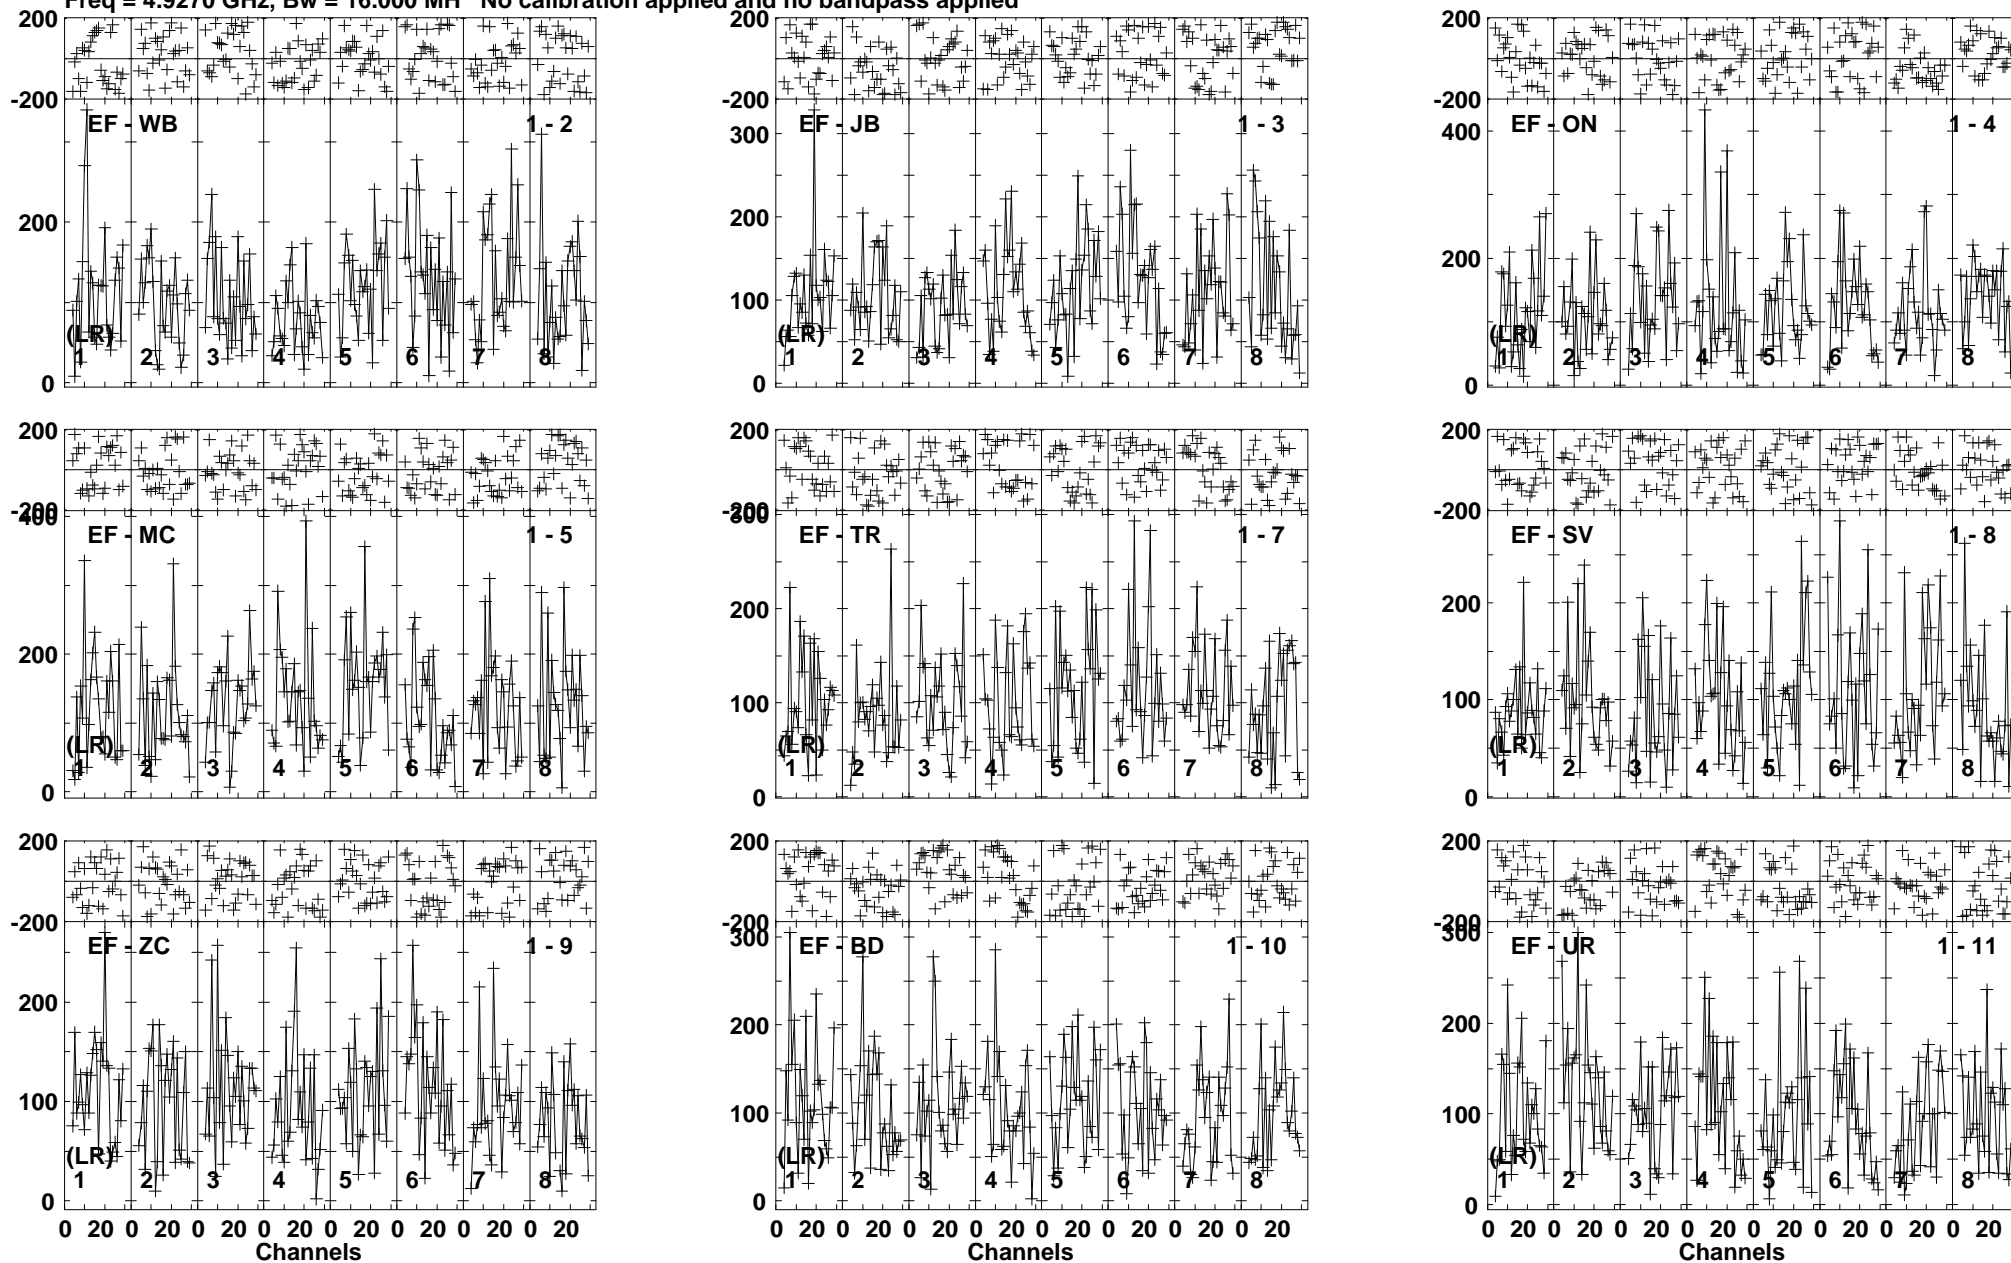 Freq = 4.9270 GHz, Bw = 16.000 MH No calibration applied and no bandpass applied
200 200 200
-200 -200 -200
EF - WB 1 - 2 EF - JB 1 - 3 EF - ON 1 - 4
300 400
200 200 200
100
(LR) (LR) (LR)
1 2 3 4 5 6 7 8 1 2 3 4 5 6 7 8 1 2 3 4 5 6 7 8
0 0 0
200 200 200
-200 -200 -200
400 300
EF - MC 1 - 5 EF - TR 1 - 7 EF - SV 1 - 8
200 200 200
100 100
(LR) (LR) (LR)
1 2 3 4 5 6 7 8 1 2 3 4 5 6 7 8 1 2 3 4 5 6 7 8
0 0 0
200 200 200
-200 -200 -200
300 300
EF - ZC 1 - 9 EF - BD 1 - 10 EF - UR 1 - 11
200 200 200
100 100 100
(LR) (LR) (LR)
1 2 3 4 5 6 7 8 1 2 3 4 5 6 7 8 1 2 3 4 5 6 7 8
0 0 0
0 20 0 20 0 20 0 20 0 20 0 20 0 20 0 20 0 20 0 20 0 20 0 20 0 20 0 20 0 20 0 20 0 20 0 20 0 20 0 20 0 20 0 20 0 20 0 20
Channels Channels Channels